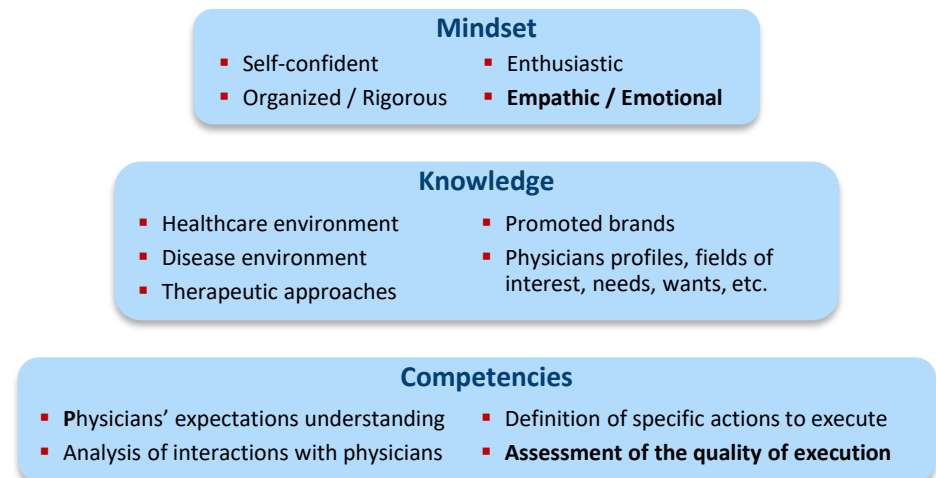 Mindset
▪ Self-confident
▪ Organized / Rigorous
▪ Enthusiastic
▪ Empathic / Emotional
Knowledge
▪ Healthcare environment
▪ Disease environment
▪ Therapeutic approaches
▪ Promoted brands
▪ Physicians profiles, fields of
interest, needs, wants, etc.
Competencies
▪ Physicians’ expectations understanding
▪ Analysis of interactions with physicians
▪ Definition of specific actions to execute
▪ Assessment of the quality of execution